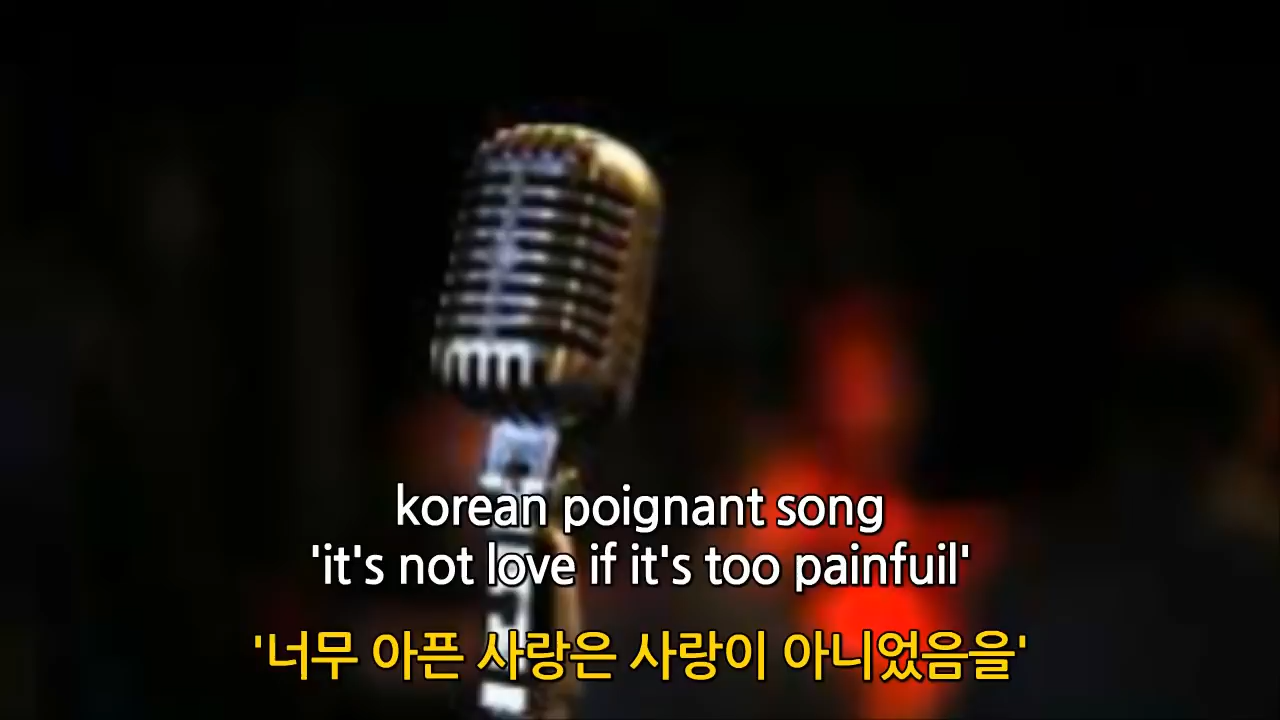 korean poignant song
'it's not love if it's too painfuil'
'너무 아픈 사랑은 사랑이 아니었음을'